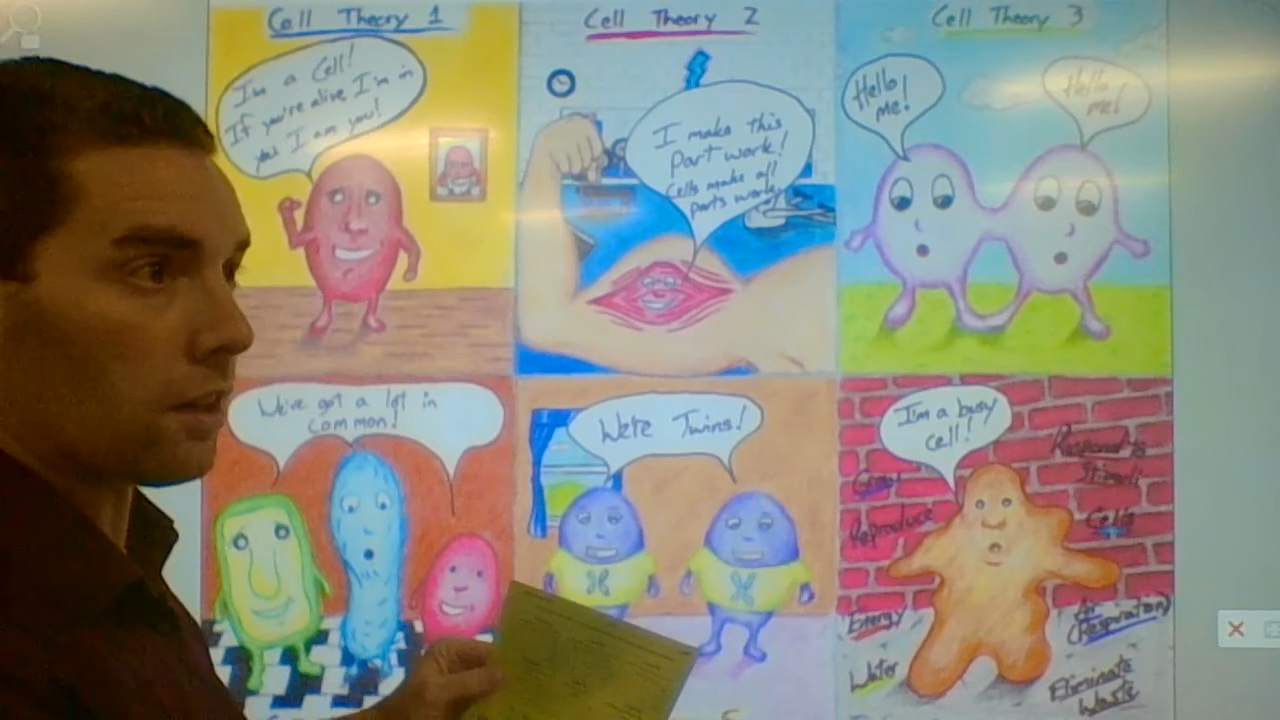 Cell Theory 1
I'm a Cell!
If you're alive, I'm in
you! I am you!
Cell Theory 2
I make this
part work!
Cells make all
parts work.
Cell Theory 3
Hello
me!
Hello
me!
We've got a lot in
common!
We're Twins!
I'm a busy
cell!
Grow
Reproduce
Energy
Water
Respond to
Cells
Air
(Respiration)
Eliminate
Waste